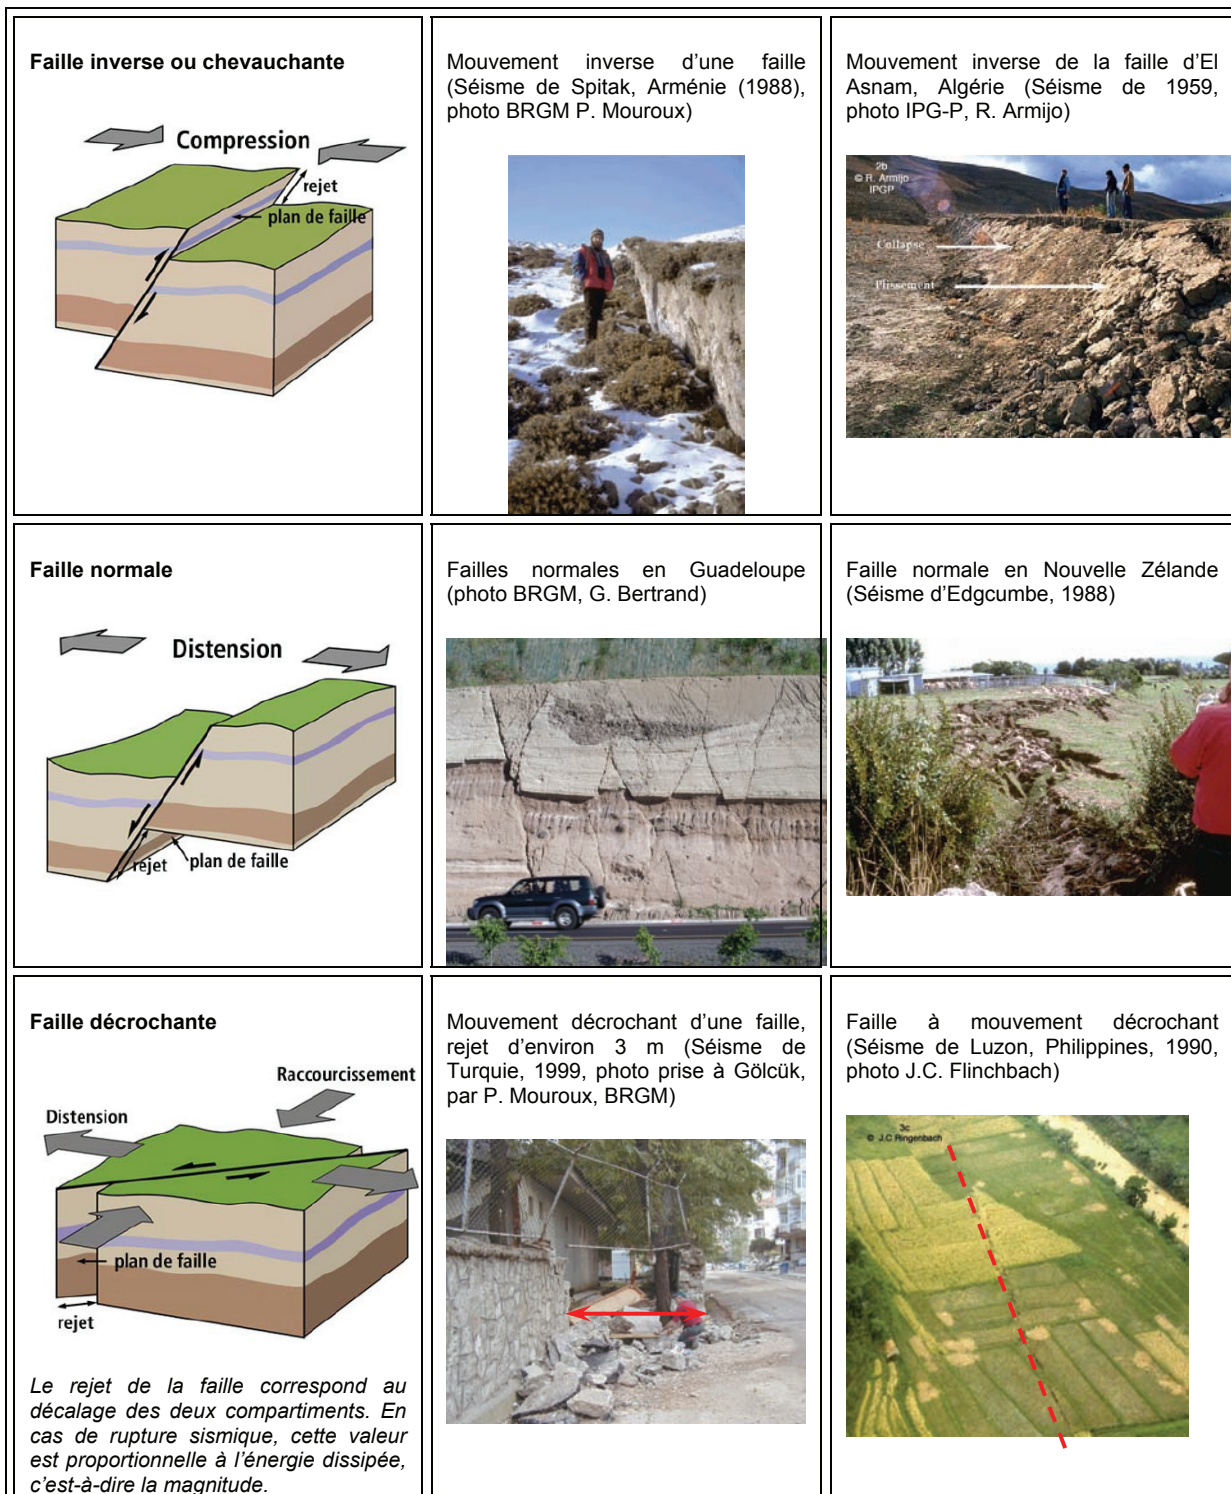 Faille inverse ou chevauchante
Compression
rejet
plan de faille
Mouvement inverse d'une faille
(Séisme de Spitak, Arménie (1988),
photo BRGM P. Mouroux)
Mouvement inverse de la faille d'El
Asnam, Algérie (Séisme de 1959,
photo IPG-P, R. Armijo)
2b
© R. Armijo
IPGP
Collapse
Plissement
Faille normale
Distension
rejet
plan de faille
Failles normales en Guadeloupe
(photo BRGM, G. Bertrand)
Faille normale en Nouvelle Zélande
(Séisme d'Edgcumbe, 1988)
Faille décrochante
Raccourcissement
Distension
plan de faille
rejet
Le rejet de la faille correspond au
décalage des deux compartiments. En
cas de rupture sismique, cette valeur
est proportionnelle à l'énergie dissipée,
c'est-à-dire la magnitude.
Mouvement décrochant d'une faille,
rejet d'environ 3 m (Séisme de
Turquie, 1999, photo prise à Gölcük,
par P. Mouroux, BRGM)
Faille à mouvement décrochant
(Séisme de Luzon, Philippines, 1990,
photo J.C. Flinchbach)
3c
© J.C Ringenbach